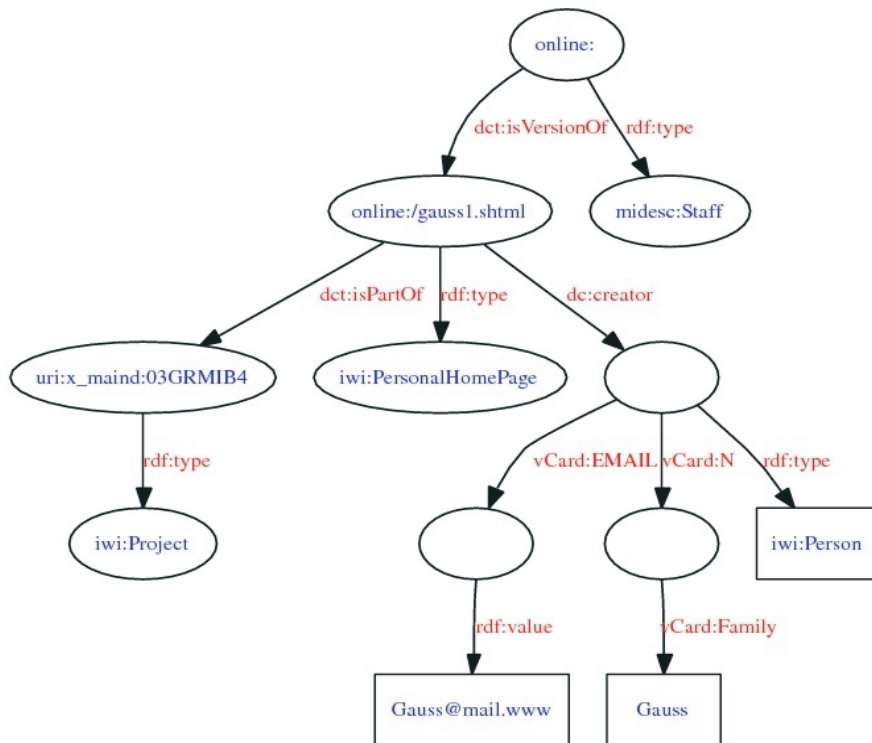 online:
dct:isVersionOf
rdf:type
online:/gauss1.shtml
midesc:Staff
dct:isPartOf
rdf:type
dc:creator
uri:x_maind:03GRMIB4
iwi:PersonalHomePage
rdf:type
vCard:EMAIL
vCard:N
rdf:type
iwi:Project
iwi:Person
rdf:value
vCard:Family
Gauss@mail.www
Gauss